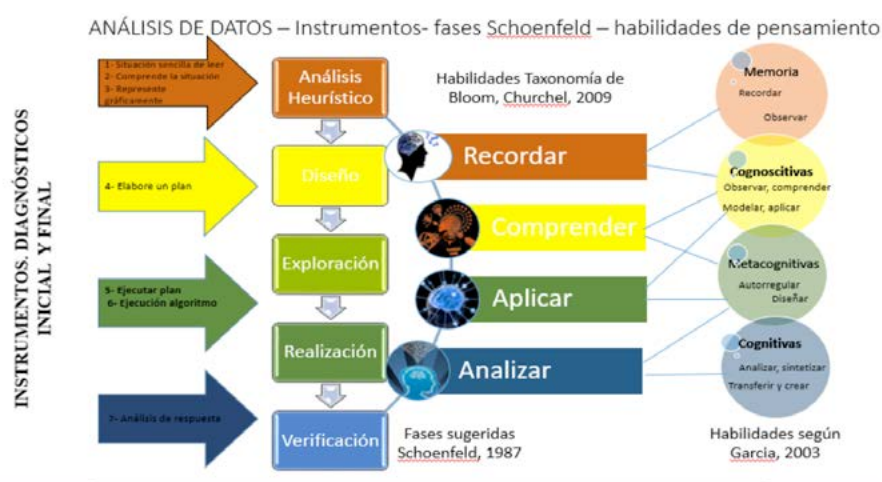 ANÁLISIS DE DATOS – Instrumentos- fases Schoenfeld – habilidades de pensamiento
INSTRUMENTOS. DIAGNÓSTICOS
INICIAL Y FINAL
1- Situación sencilla de leer
2- Comprende la situación
3- Represente
gráficamente
4- Elabore un plan
5- Ejecutar plan
6- Ejecución algoritmo
7- Análisis de respuesta
Análisis
Heurístico
Diseño
Exploración
Realización
Verificación
Habilidades Taxonomía de
Bloom, Churchel, 2009
Recordar
Comprender
Aplicar
Analizar
Fases sugeridas
Schoenfeld, 1987
Memoria
Recordar
Observar
Cognoscitivas
Observar, comprender
Modelar, aplicar
Metacognitivas
Autorregular
Diseñar
Cognitivas
Analizar, sintetizar
Transferir y crear
Habilidades según
Garcia, 2003